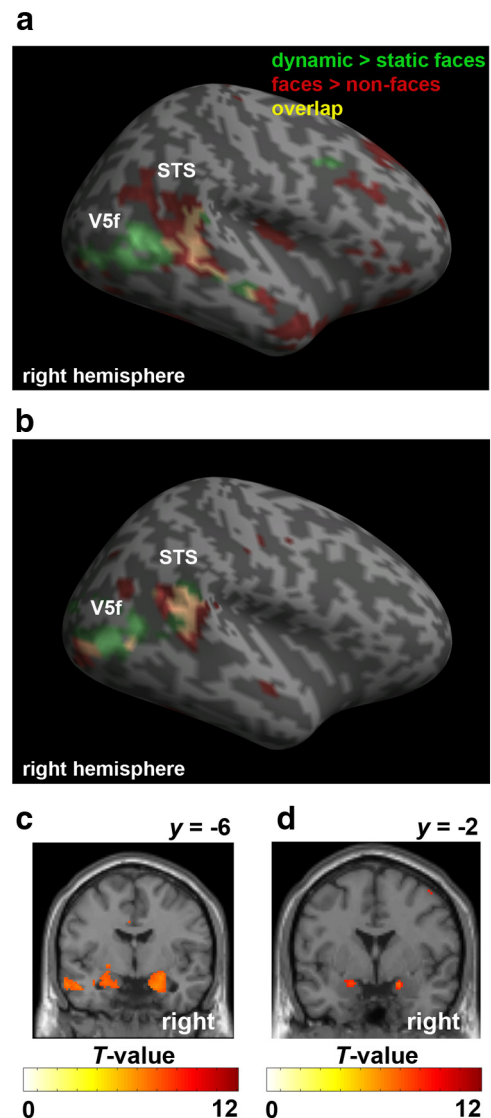 a
dynamic > static faces
faces > non-faces
overlap
STS
V5f
right hemisphere
b
STS
V5f
right hemisphere
c
y = -6
d
y = -2
right
right
T-value
T-value
0
12
0
12